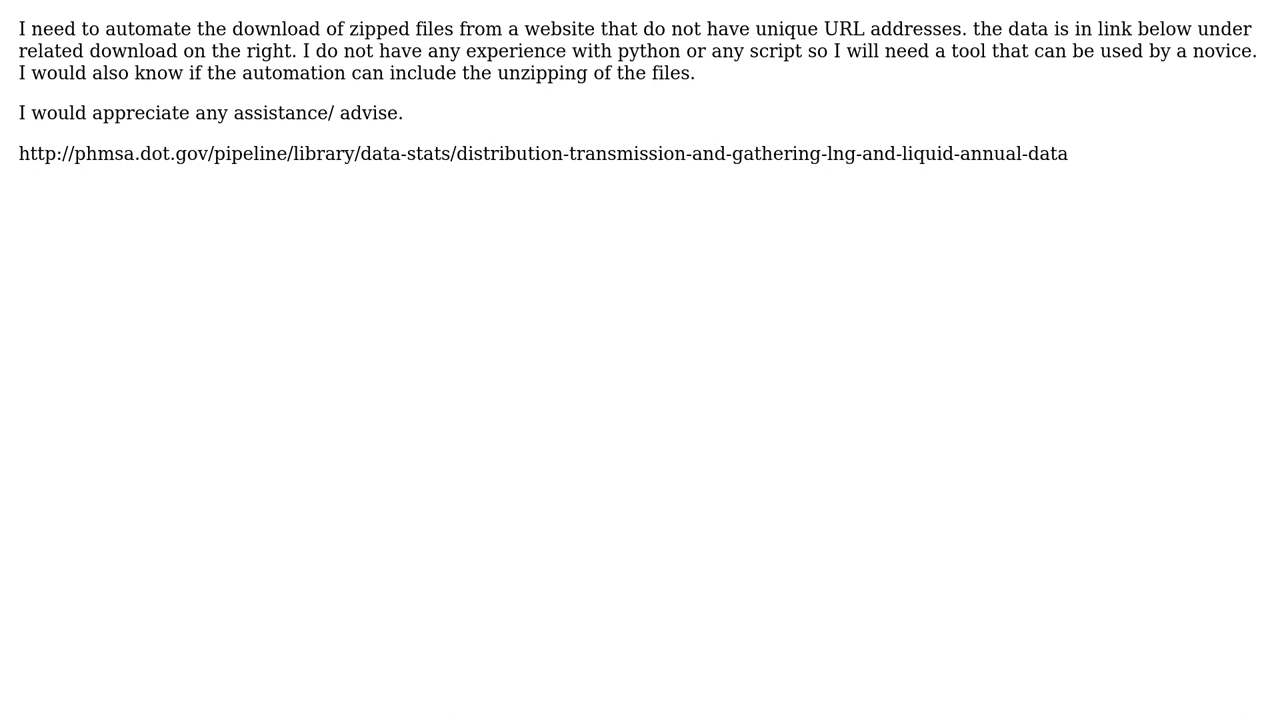 I need to automate the download of zipped files from a website that do not have unique URL addresses. the data is in link below under
related download on the right. I do not have any experience with python or any script so I will need a tool that can be used by a novice.
I would also know if the automation can include the unzipping of the files.
I would appreciate any assistance/ advise.
http://phmsa.dot.gov/pipeline/library/data-stats/distribution-transmission-and-gathering-lng-and-liquid-annual-data